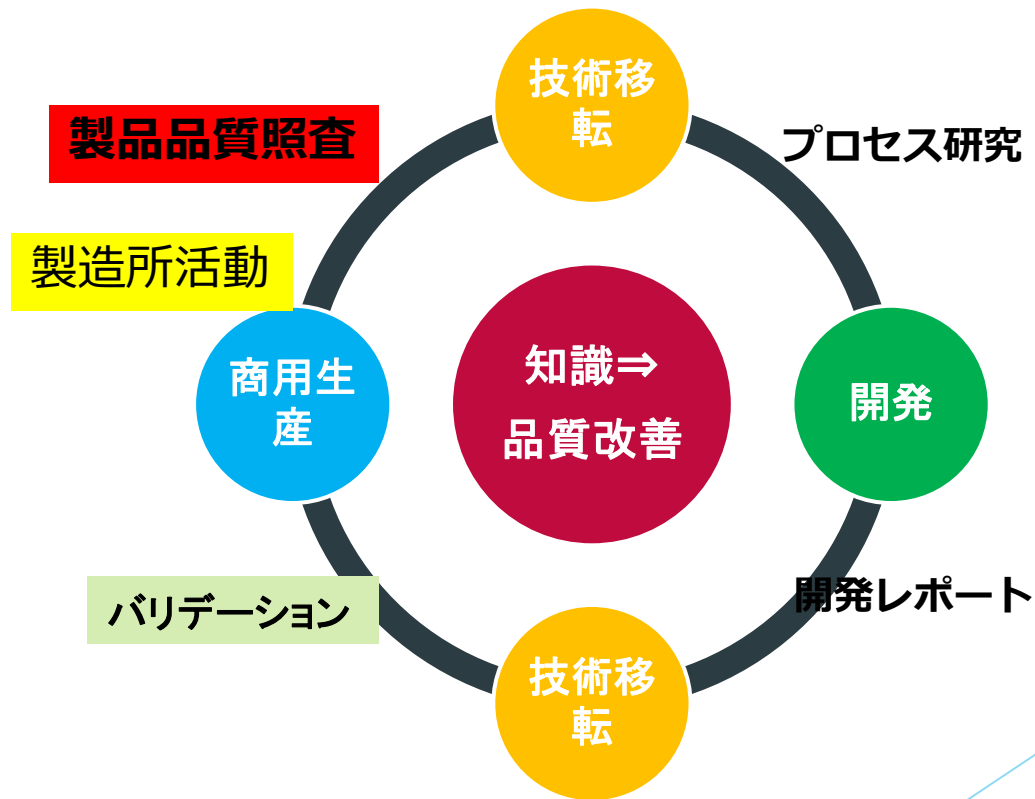 技術移
転
製品品質照査
プロセス研究
製造所活動
商用生
産
知識⇒
品質改善
開発
バリデーション
開発レポート
技術移
転